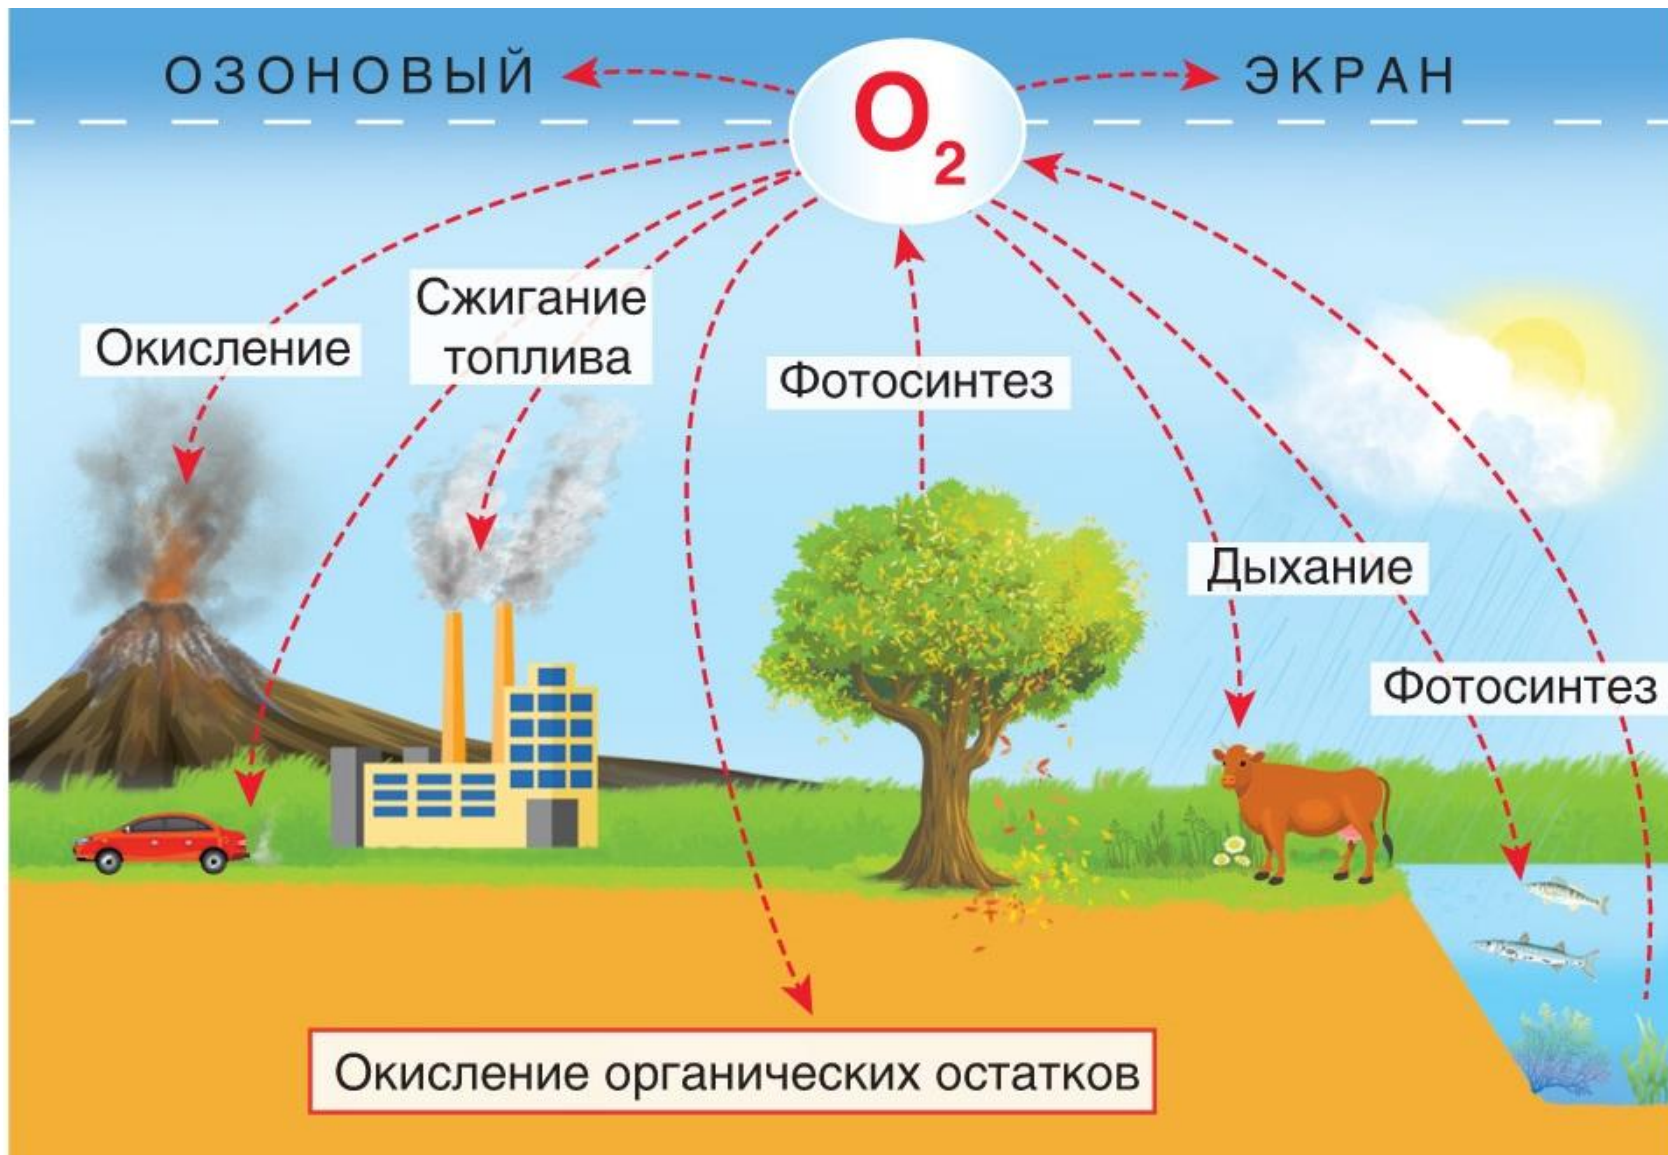 ОЗОНОВЫЙ ЭКРАН
O₂
Сжигание
топлива
Окисление
Фотосинтез
Дыхание
Фотосинтез
Окисление органических остатков